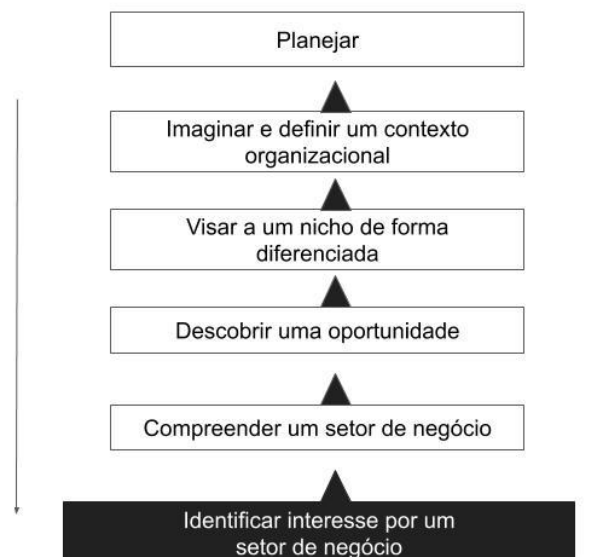 Planejar
Imaginar e definir um contexto
organizacional
Visar a um nicho de forma
diferenciada
Descobrir uma oportunidade
Compreender um setor de negócio
Identificar interesse por um
setor de negócio